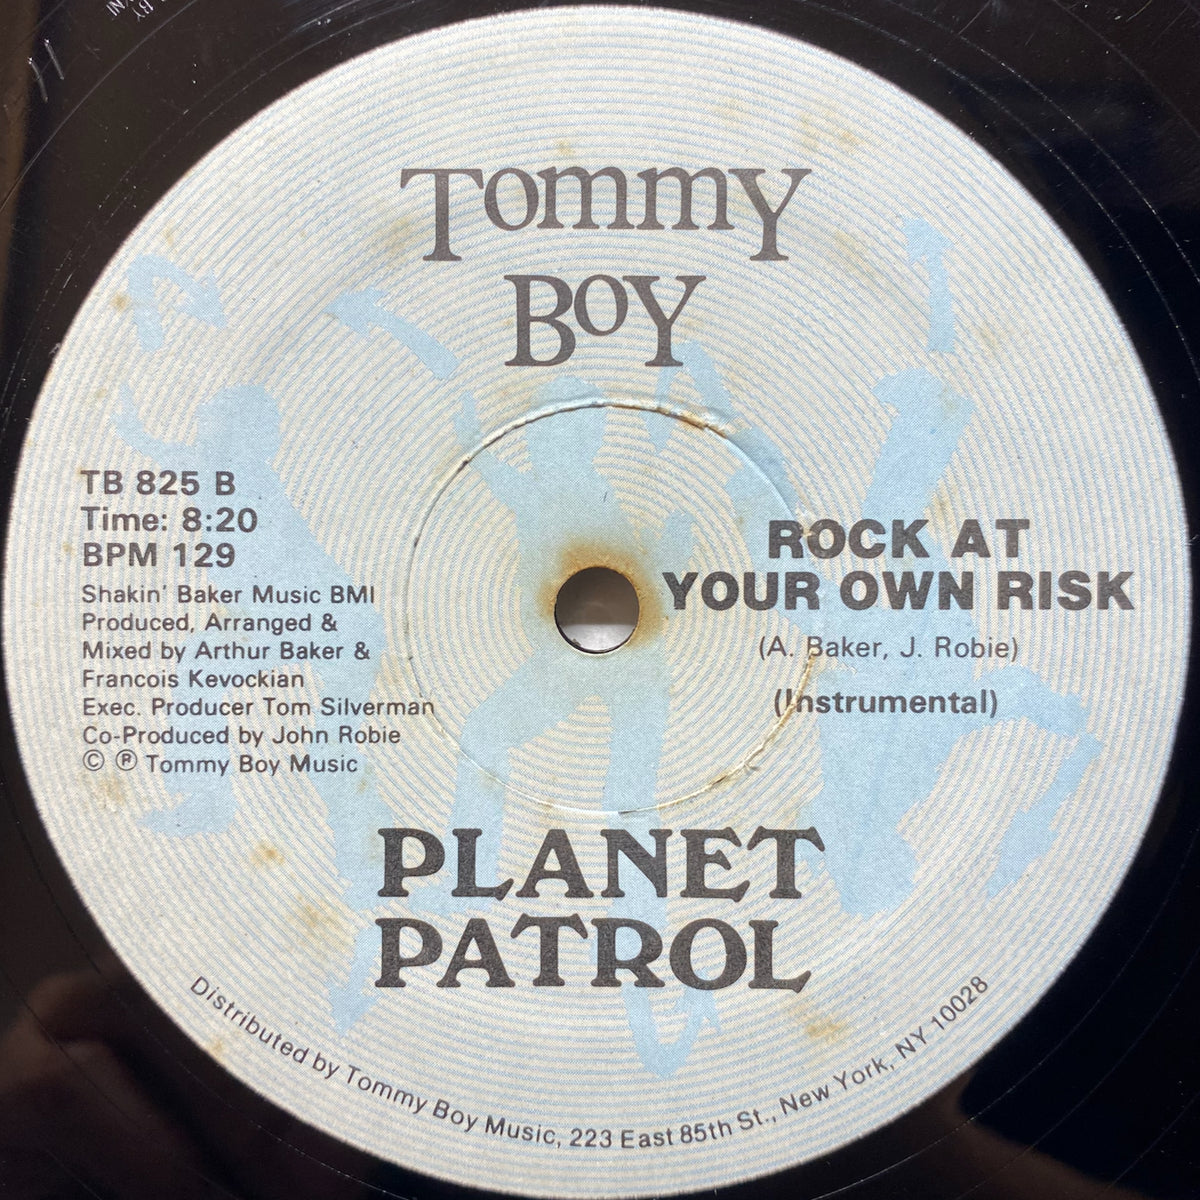 Tommy
Boy
TB 825 B
Time: 8:20
BPM 129
Shakin' Baker Music BMI
Produced, Arranged &
Mixed by Arthur Baker &
Francois Kevockian
Exec. Producer Tom Silverman
Co-Produced by John Robie
© ℗ Tommy Boy Music
ROCK AT
YOUR OWN RISK
(A. Baker, J. Robie)
(Instrumental)
PLANET
PATROL
Distributed by Tommy Boy Music, 223 East 85th St., New York, NY 10028